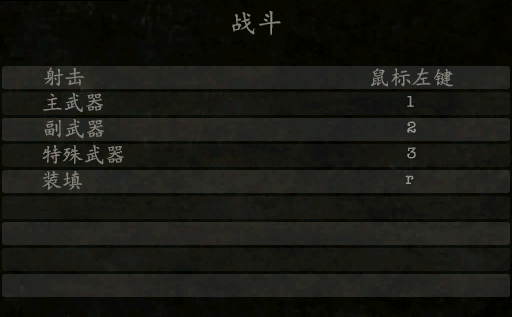 战斗
射击 鼠标左键
主武器 1
副武器 2
特殊武器 3
装填 r